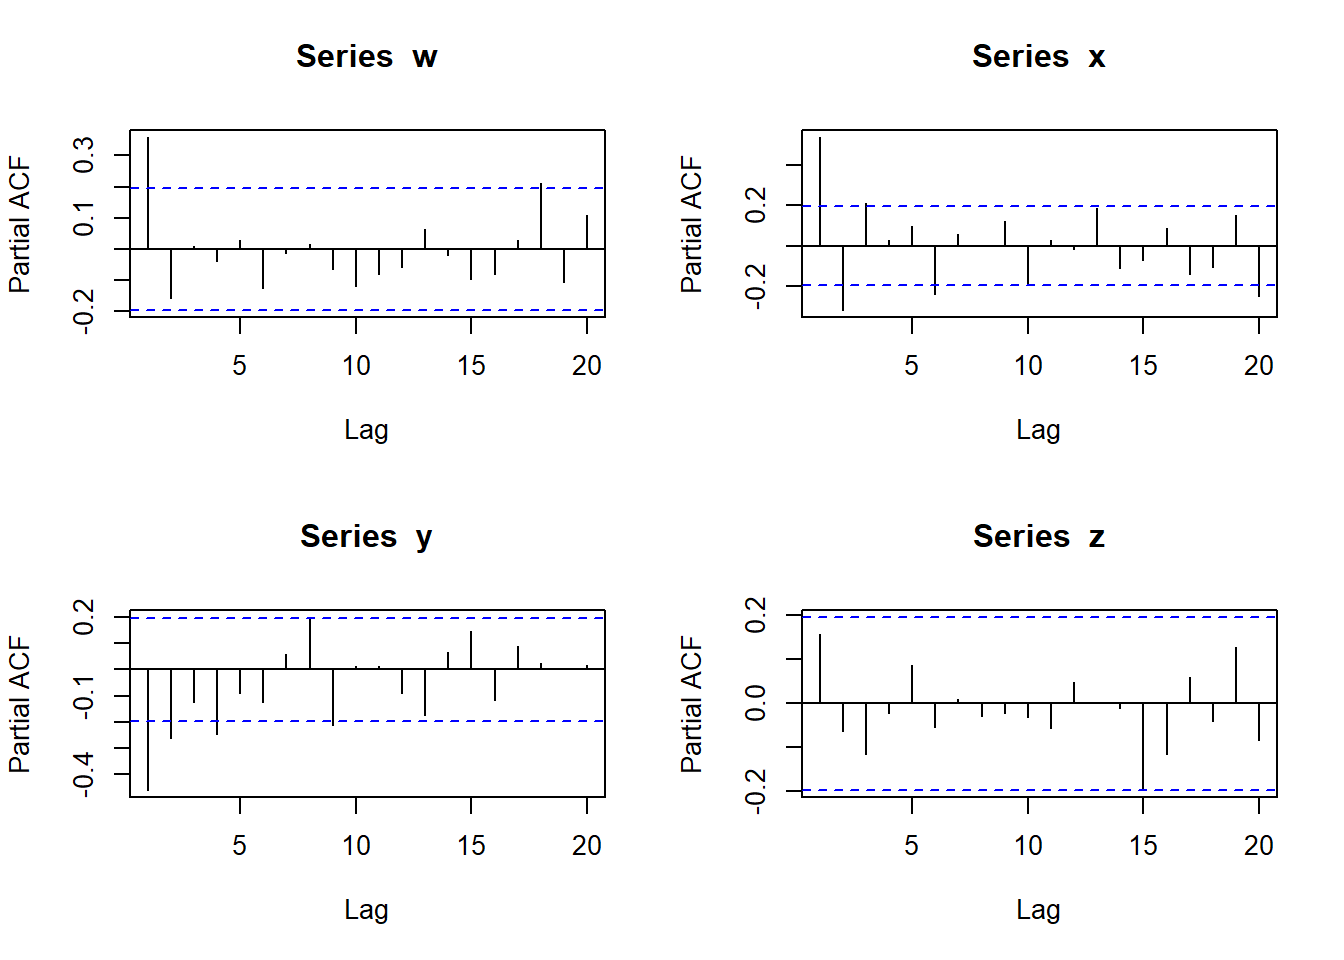 Series  w
Partial ACF
-0.2 0.1 0.3
5 10 15 20
Lag
Series  x
Partial ACF
-0.2 0.2
5 10 15 20
Lag
Series  y
Partial ACF
-0.4 -0.1 0.2
5 10 15 20
Lag
Series  z
Partial ACF
-0.2 0.0 0.2
5 10 15 20
Lag